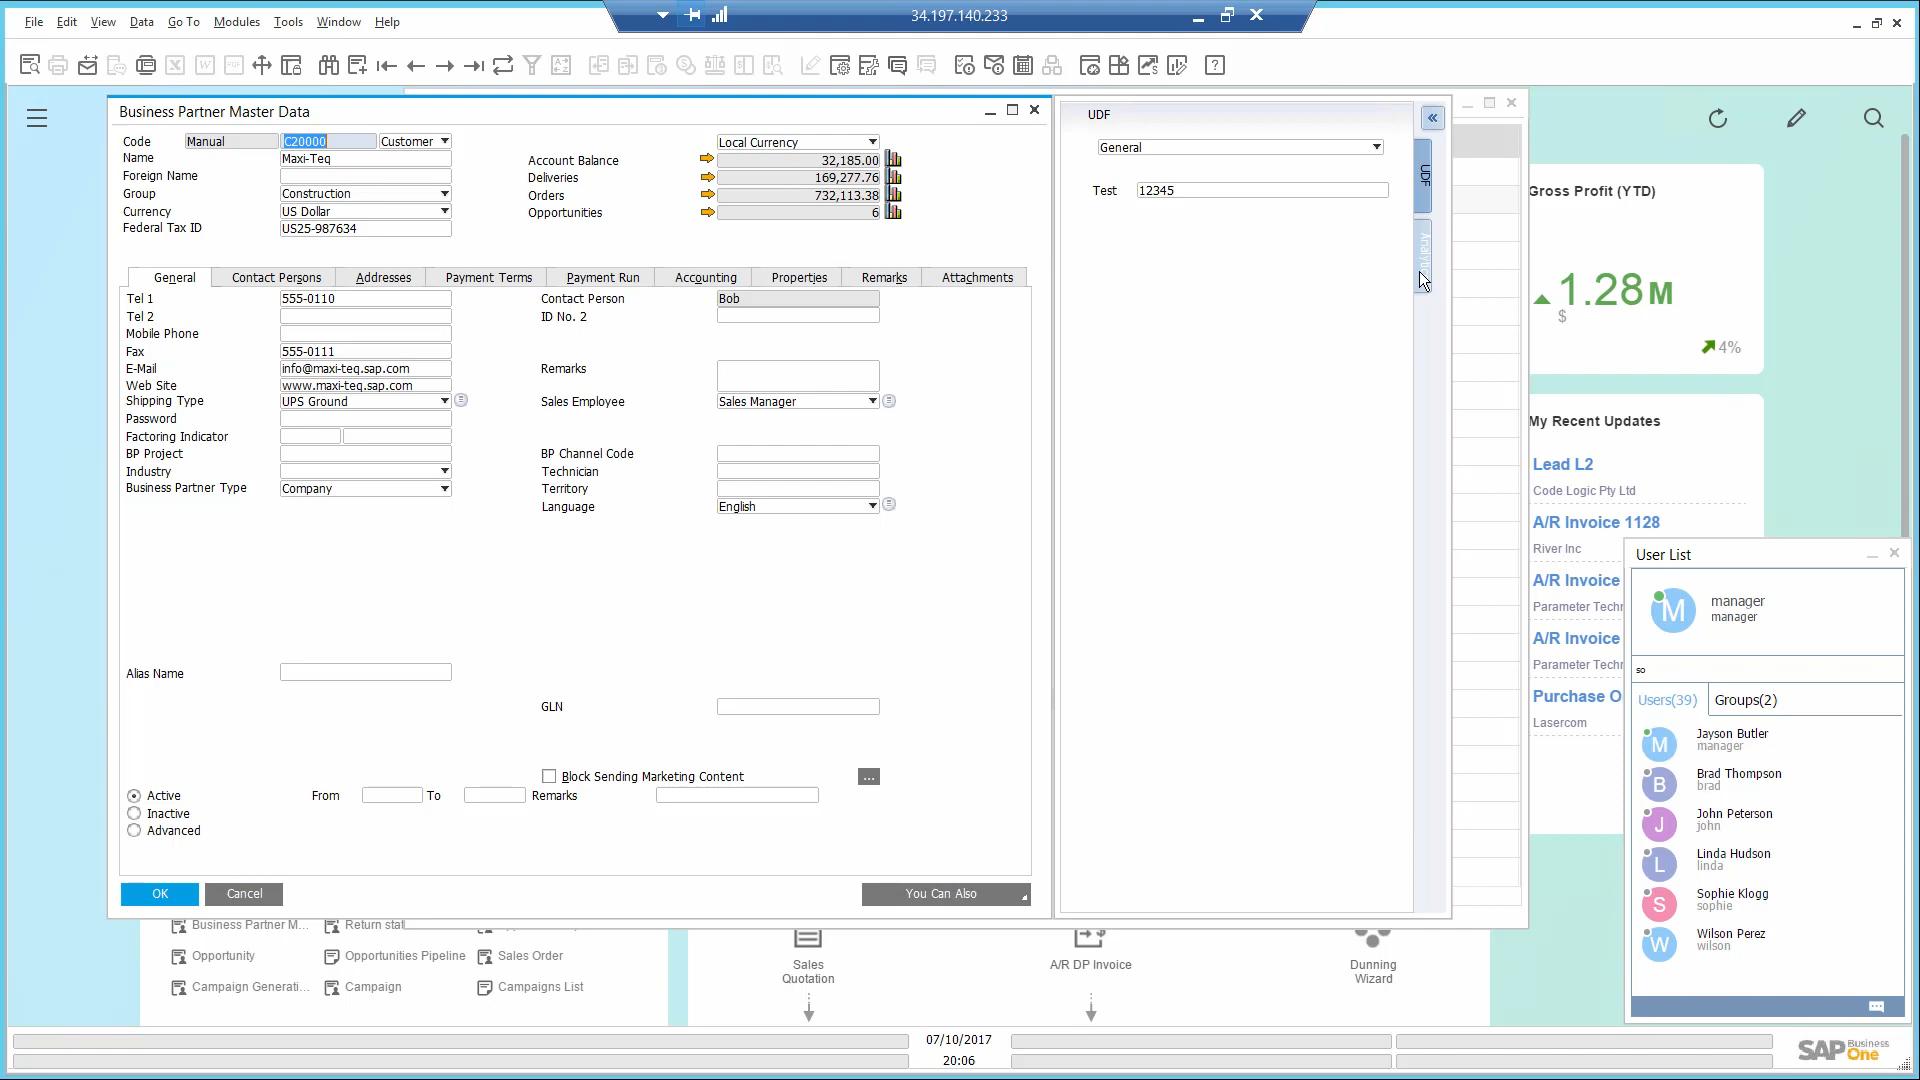 File Edit View Data Go To Modules Tools Window Help
34.197.140.233
Business Partner Master Data
Code Manual C20000 Customer
Name Maxi-Teq
Foreign Name
Group Construction
Currency US Dollar
Federal Tax ID US25-987634
Local Currency
Account Balance 32,185.00
Deliveries 169,277.76
Orders 732,113.38
Opportunities 6
General Contact Persons Addresses Payment Terms Payment Run Accounting Properties Remarks Attachments
Tel 1 555-0110
Tel 2
Mobile Phone
Fax 555-0111
E-Mail info@maxi-teq.sap.com
Web Site www.maxi-teq.sap.com
Shipping Type UPS Ground
Password
Factoring Indicator
BP Project
Industry
Business Partner Type Company
Contact Person Bob
ID No. 2
Remarks
Sales Employee Sales Manager
BP Channel Code
Technician
Territory
Language English
Alias Name
GLN
Block Sending Marketing Content ...
Active From To Remarks
Inactive
Advanced
OK Cancel You Can Also
UDF
General
Test 12345
UDF
Gross Profit (YTD)
1.28 M
$
4%
My Recent Updates
Lead L2
Code Logic Pty Ltd
A/R Invoice 1128
River Inc
A/R Invoice
Parameter Techn
A/R Invoice
Parameter Techn
Purchase O
Lasercom
User List
M manager
manager
so
Users(39) Groups(2)
M Jayson Butler
manager
B Brad Thompson
brad
J John Peterson
john
L Linda Hudson
linda
S Sophie Klogg
sophie
W Wilson Perez
wilson
Business Partner M... Return stat
Opportunity Opportunities Pipeline Sales Order
Campaign Generati... Campaign Campaigns List
Sales
Quotation
A/R DP Invoice
Dunning
Wizard
07/10/2017
20:06
SAP Business One